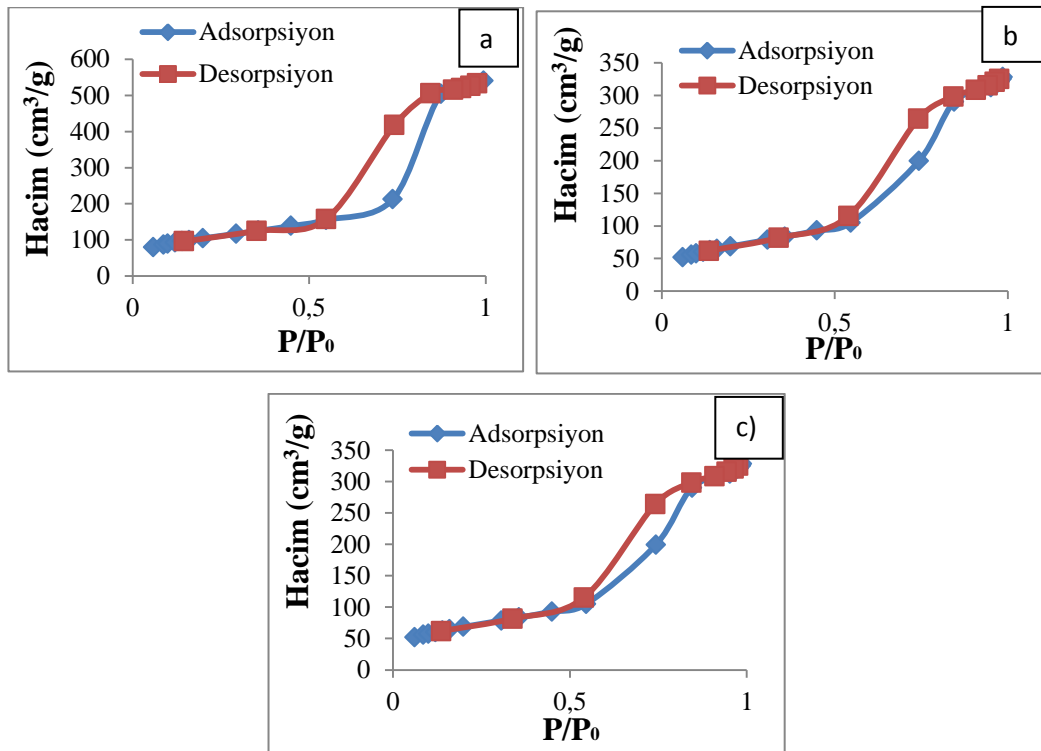 a
Adsorpsiyon
Desorpsiyon
Hacim (cm³/g)
600
500
400
300
200
100
0
0 0,5 1
P/P₀
b
Adsorpsiyon
Desorpsiyon
Hacim (cm³/g)
350
300
250
200
150
100
50
0
0 0,5 1
P/P₀
c)
Adsorpsiyon
Desorpsiyon
Hacim (cm³/g)
350
300
250
200
150
100
50
0
0 0,5 1
P/P₀